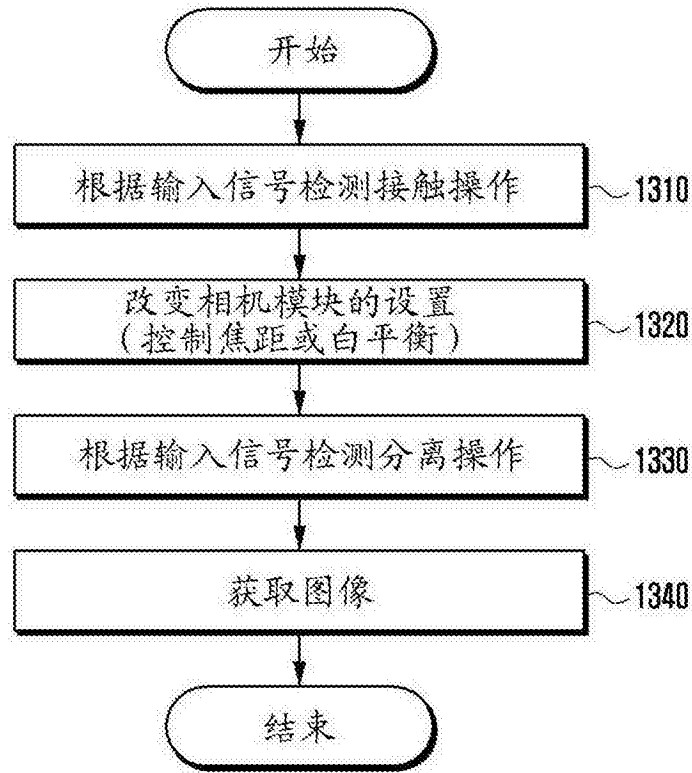 开始
根据输入信号检测接触操作
1310
改变相机模块的设置
(控制焦距或白平衡)
1320
根据输入信号检测分离操作
1330
获取图像
1340
结束